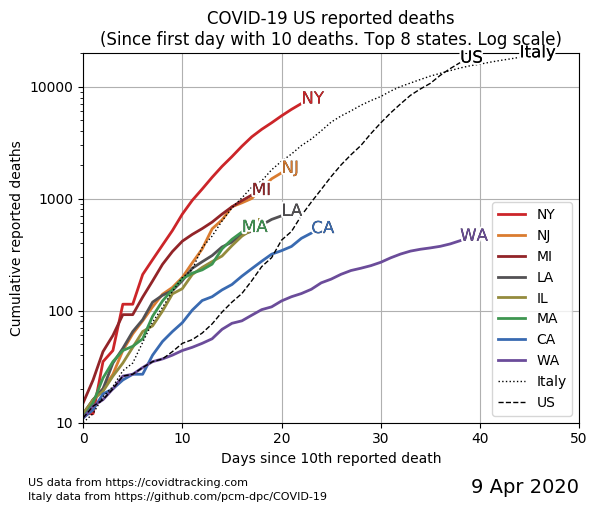 COVID-19 US reported deaths
(Since first day with 10 deaths. Top 8 states. Log scale)
Cumulative reported deaths
10000
1000
100
10
US
Italy
NY
NJ
MI
LA
MA
CA
WA
NY
NJ
MI
LA
IL
MA
CA
WA
Italy
US
0
10
20
30
40
50
Days since 10th reported death
US data from https://covidtracking.com
Italy data from https://github.com/pcm-dpc/COVID-19
9 Apr 2020